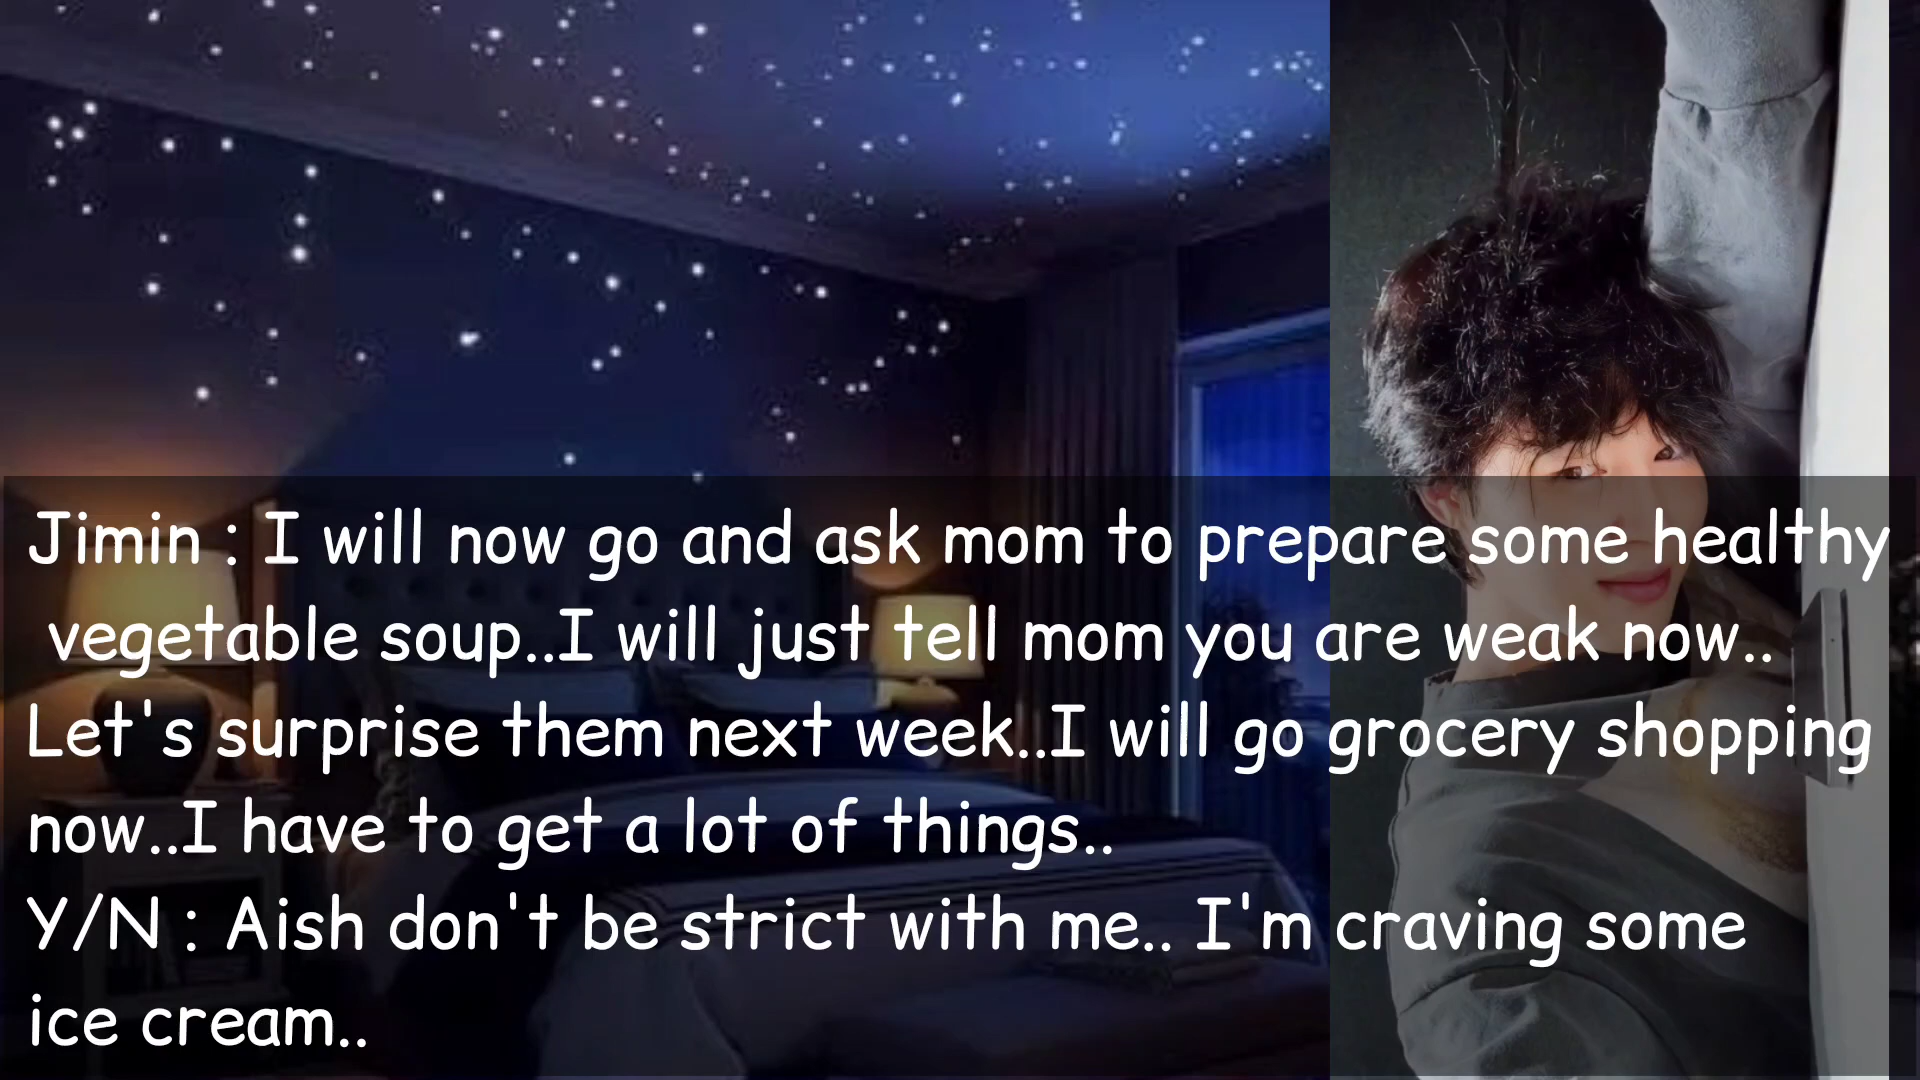 Jimin : I will now go and ask mom to prepare some healthy
vegetable soup..I will just tell mom you are weak now..
Let's surprise them next week..I will go grocery shopping
now..I have to get a lot of things..
Y/N : Aish don't be strict with me.. I'm craving some
ice cream..